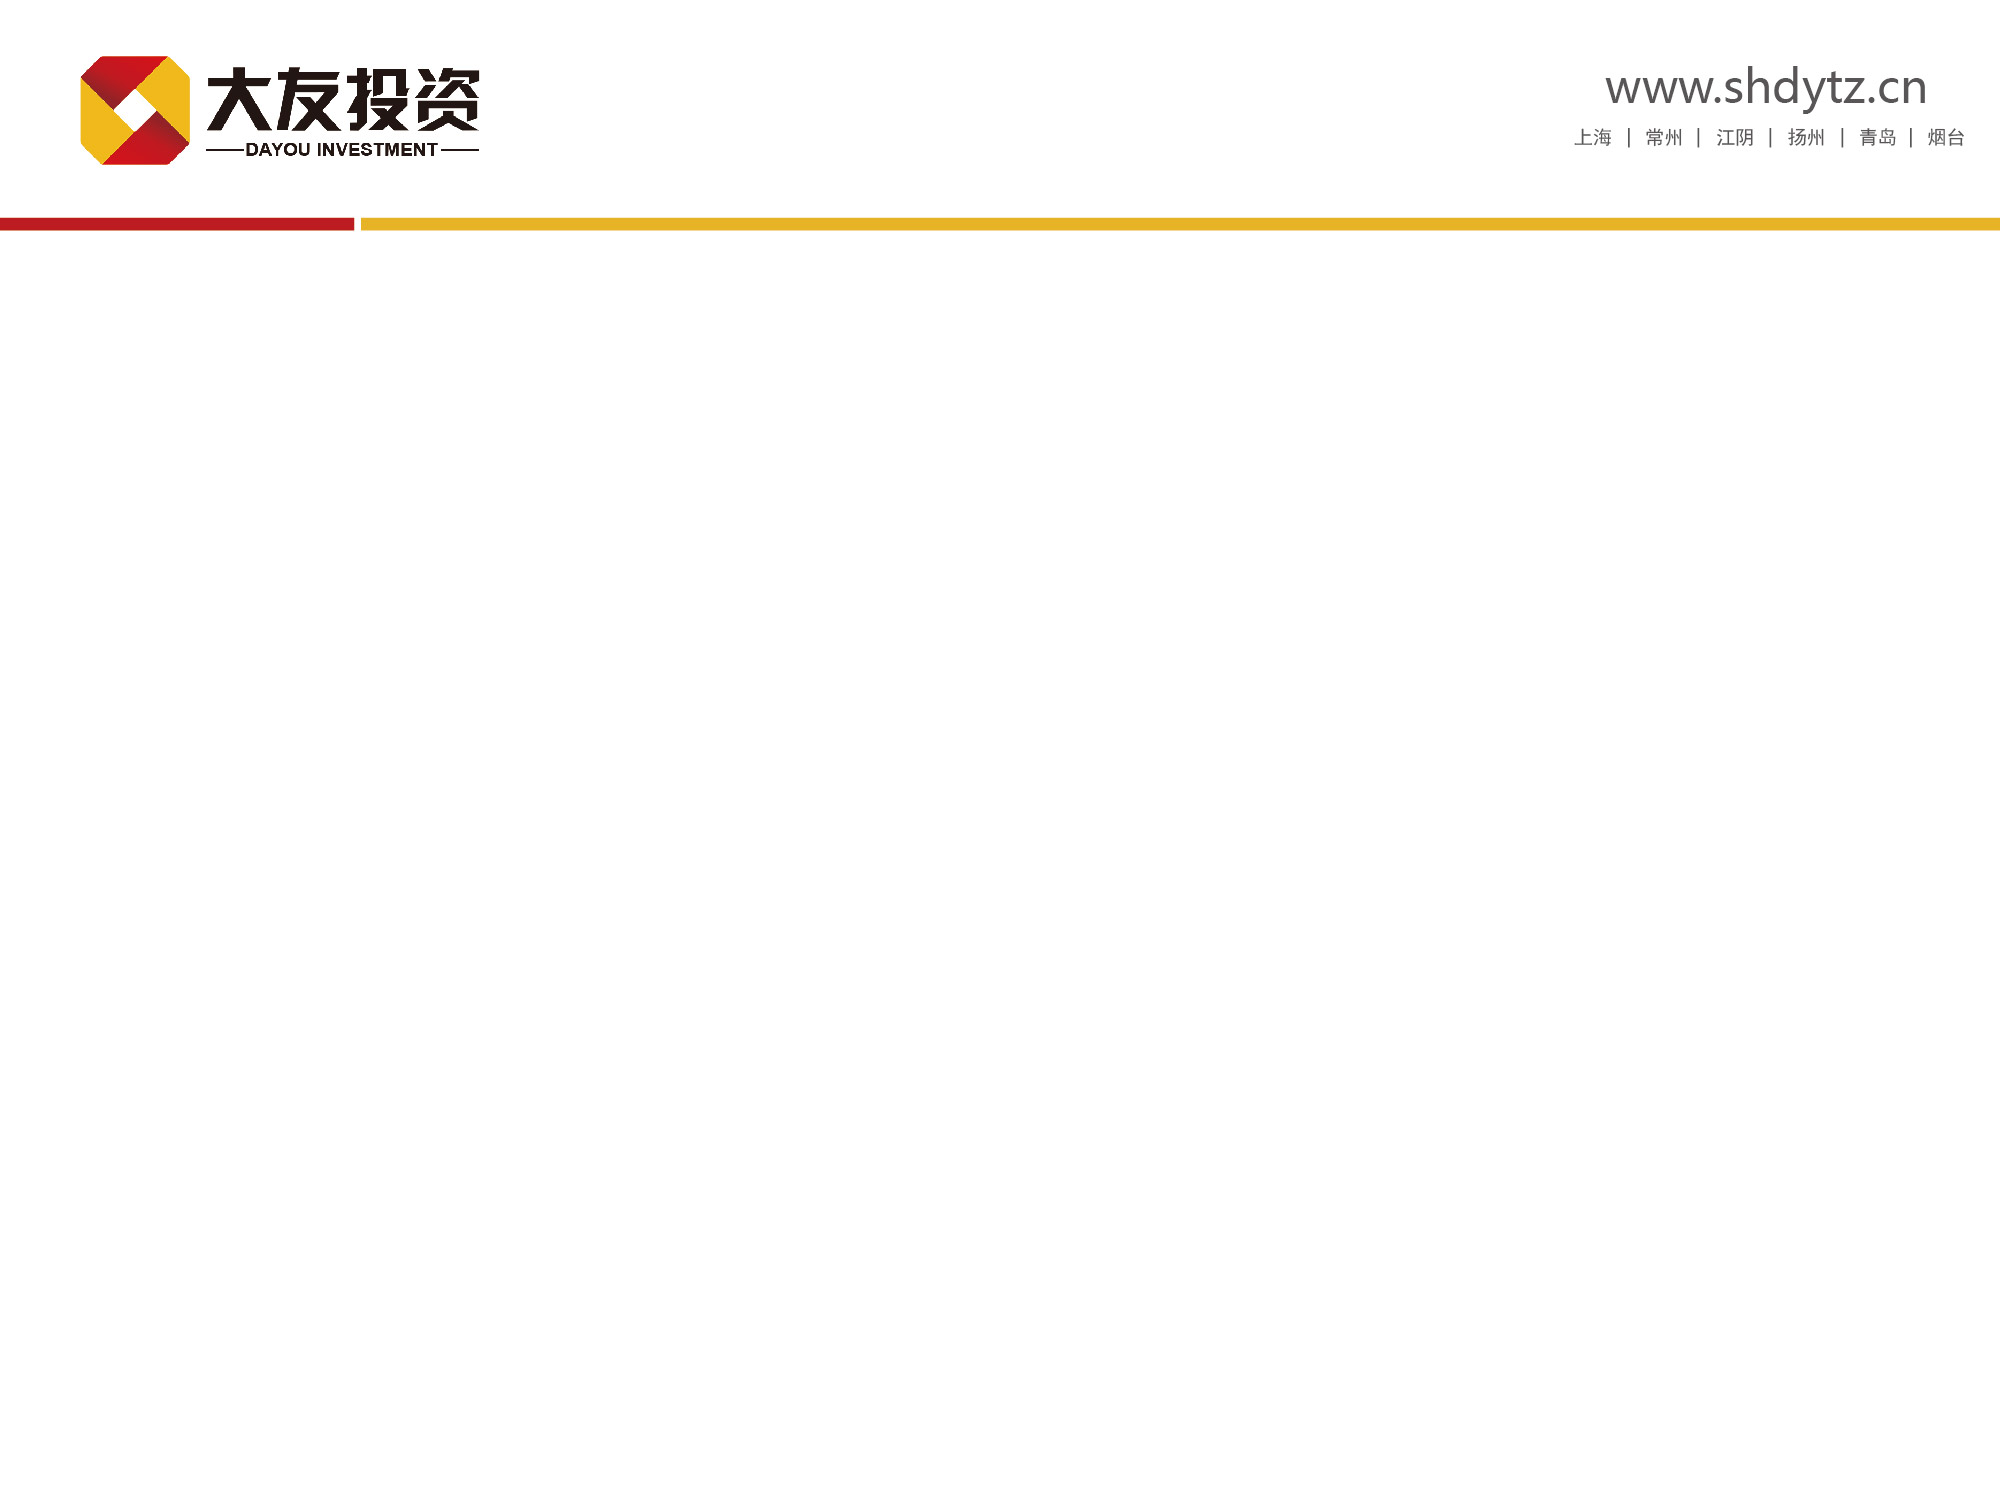 大友投资
DAYOU INVESTMENT
www.shdytz.cn
上海 | 常州 | 江阴 | 扬州 | 青岛 | 烟台